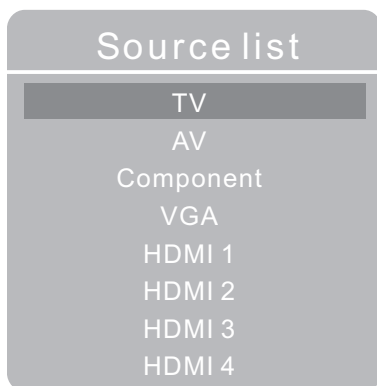 Source list
TV
AV
Component
VGA
HDMI 1
HDMI 2
HDMI 3
HDMI 4